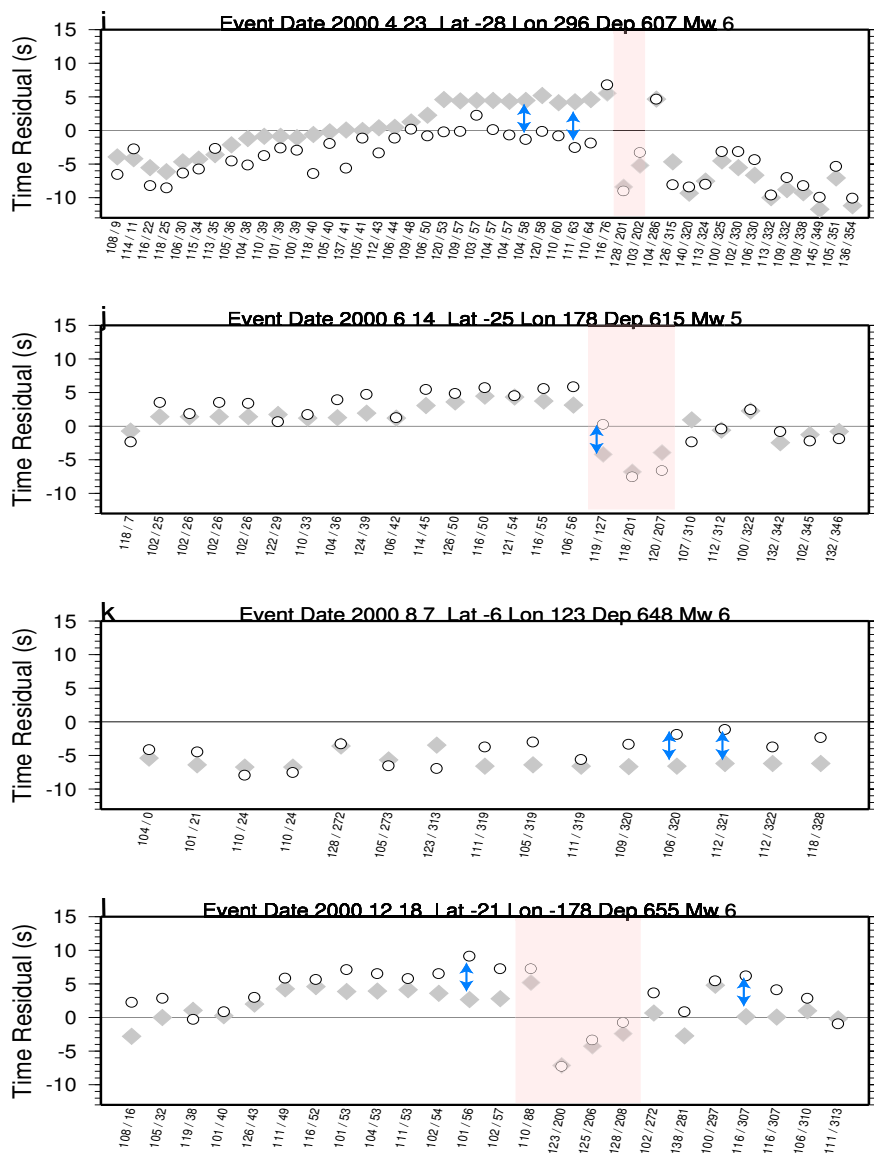 i
Event Date 2000 4 23 Lat -28 Lon 296 Dep 607 Mw 6
Time Residual (s)
15
10
5
0
-5
-10
108 / 9
114 / 11
116 / 22
118 / 25
106 / 30
115 / 34
113 / 35
105 / 36
104 / 38
110 / 39
101 / 39
100 / 39
118 / 40
105 / 40
137 / 41
105 / 41
112 / 43
106 / 44
109 / 48
106 / 50
120 / 53
109 / 57
103 / 57
104 / 57
104 / 57
104 / 58
120 / 58
110 / 60
111 / 63
110 / 64
116 / 76
128 / 201
103 / 202
104 / 286
126 / 315
140 / 320
113 / 324
100 / 325
102 / 330
106 / 330
113 / 332
109 / 332
109 / 338
145 / 349
105 / 351
136 / 354
j
Event Date 2000 6 14 Lat -25 Lon 178 Dep 615 Mw 5
Time Residual (s)
15
10
5
0
-5
-10
118 / 7
102 / 25
102 / 26
102 / 26
102 / 26
122 / 29
110 / 33
104 / 36
124 / 39
106 / 42
114 / 45
126 / 50
116 / 50
121 / 54
116 / 55
106 / 56
119 / 127
118 / 201
120 / 207
107 / 310
112 / 312
100 / 322
132 / 342
102 / 345
132 / 346
k
Event Date 2000 8 7 Lat -6 Lon 123 Dep 648 Mw 6
Time Residual (s)
15
10
5
0
-5
-10
104 / 0
101 / 21
110 / 24
110 / 24
128 / 272
105 / 273
123 / 313
111 / 319
105 / 319
111 / 319
109 / 320
106 / 320
112 / 321
112 / 322
118 / 328
l
Event Date 2000 12 18 Lat -21 Lon -178 Dep 655 Mw 6
Time Residual (s)
15
10
5
0
-5
-10
108 / 16
105 / 32
119 / 38
101 / 40
126 / 43
111 / 49
116 / 52
101 / 53
104 / 53
111 / 53
102 / 54
101 / 56
102 / 57
110 / 88
123 / 200
125 / 206
128 / 208
102 / 272
138 / 281
100 / 297
116 / 307
116 / 307
106 / 310
111 / 313